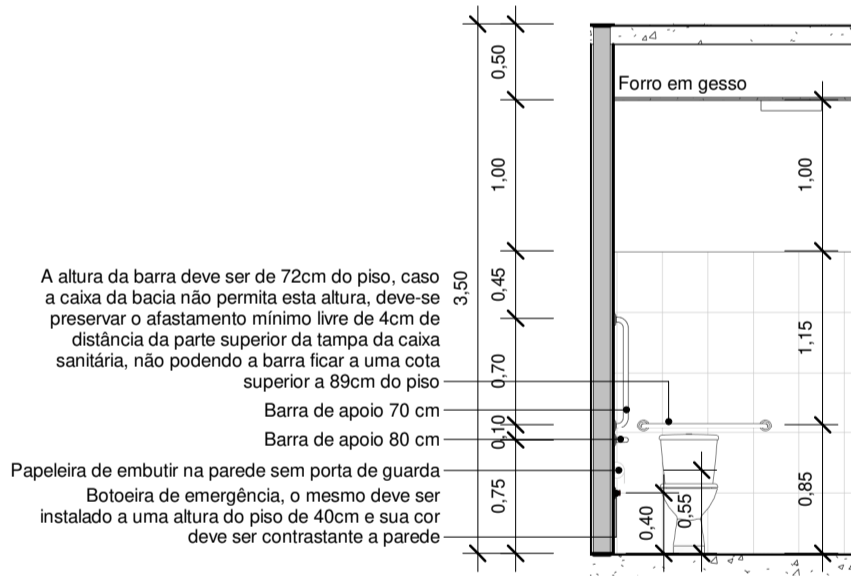 0,50
Forro em gesso
1,00
1,00
A altura da barra deve ser de 72cm do piso, caso
a caixa da bacia não permita esta altura, deve-se
preservar o afastamento mínimo livre de 4cm de
distância da parte superior da tampa da caixa
sanitária, não podendo a barra ficar a uma cota
superior a 89cm do piso
3,50
0,45
1,15
0,70
Barra de apoio 70 cm
0,10
Barra de apoio 80 cm
Papeleira de embutir na parede sem porta de guarda
Botoeira de emergência, o mesmo deve ser
instalado a uma altura do piso de 40cm e sua cor
deve ser contrastante a parede
0,75
0,40
0,55
0,85